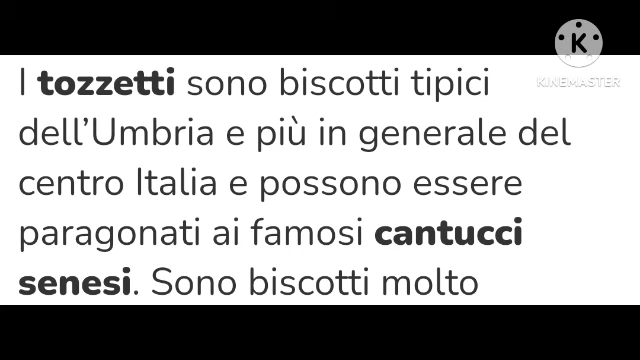 KINEMASTER
I tozzetti sono biscotti tipici
dell’Umbria e più in generale del
centro Italia e possono essere
paragonati ai famosi cantucci
senesi. Sono biscotti molto